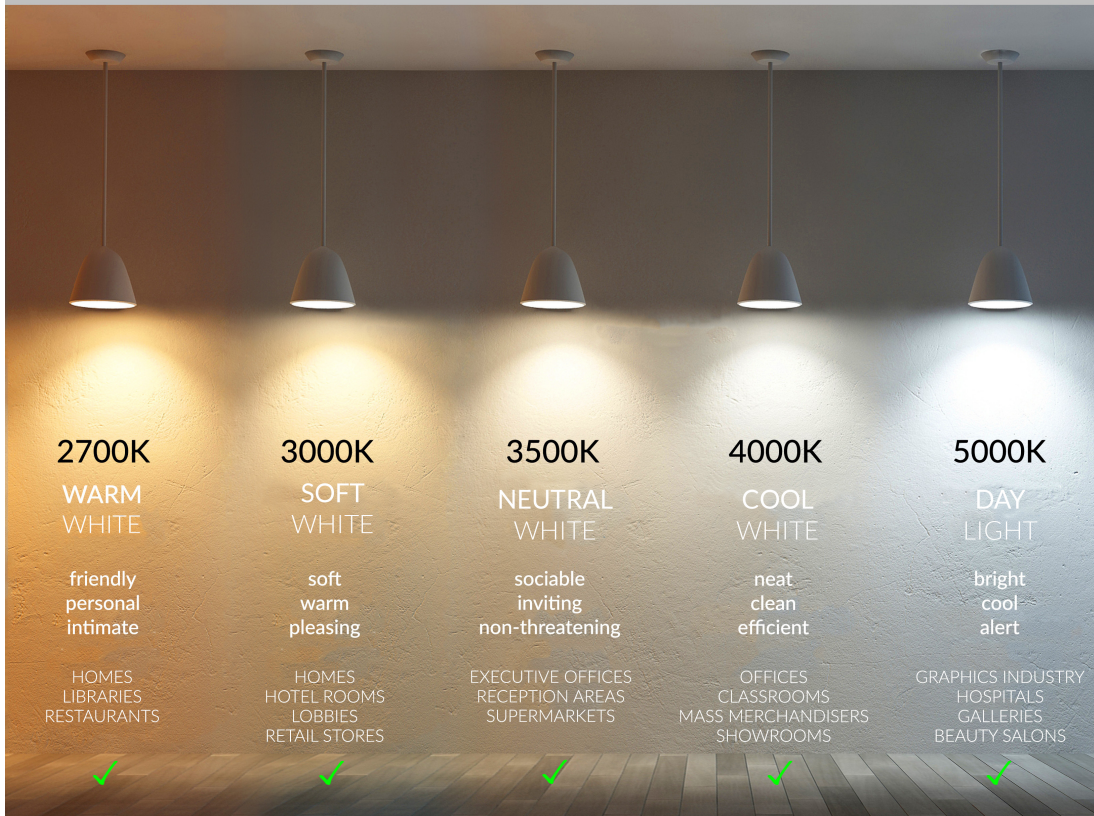 2700K
WARM
WHITE
friendly
personal
intimate
HOMES
LIBRARIES
RESTAURANTS
3000K
SOFT
WHITE
soft
warm
pleasing
HOMES
HOTEL ROOMS
LOBBIES
RETAIL STORES
3500K
NEUTRAL
WHITE
sociable
inviting
non-threatening
EXECUTIVE OFFICES
RECEPTION AREAS
SUPERMARKETS
4000K
COOL
WHITE
neat
clean
efficient
OFFICES
CLASSROOMS
MASS MERCHANDISERS
SHOWROOMS
5000K
DAY
LIGHT
bright
cool
alert
GRAPHICS INDUSTRY
HOSPITALS
GALLERIES
BEAUTY SALONS